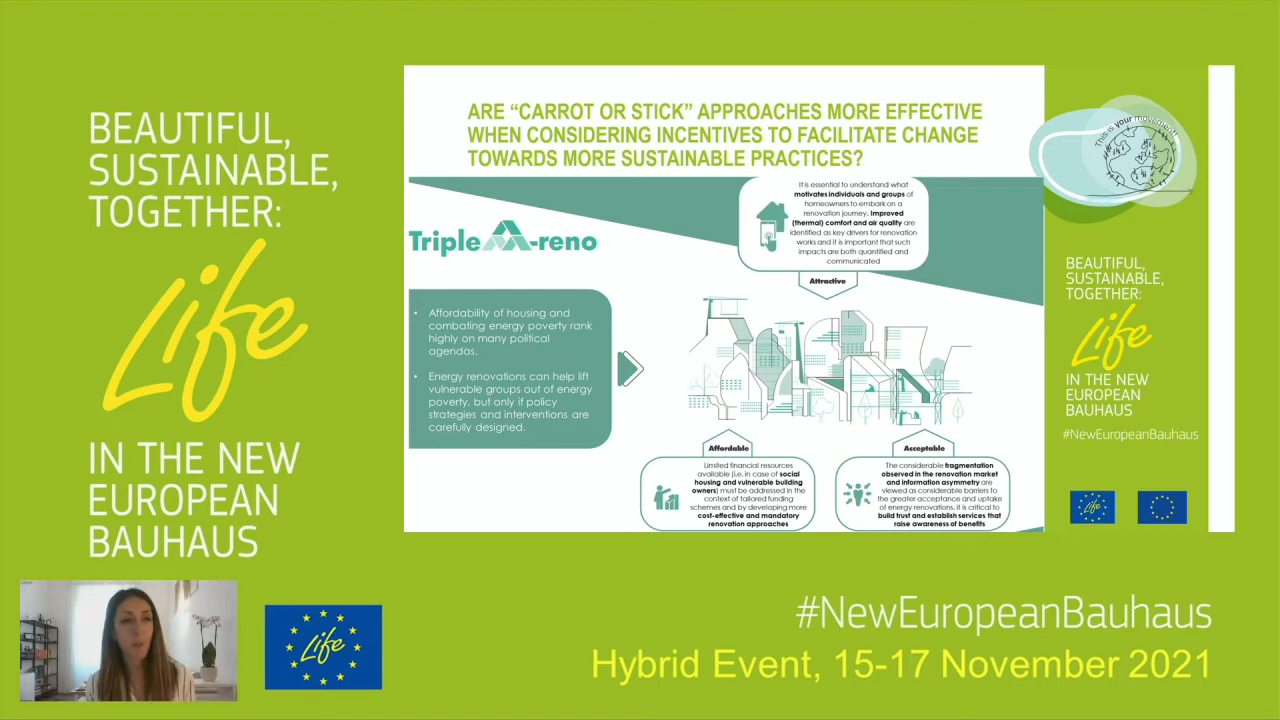 BEAUTIFUL,
SUSTAINABLE,
TOGETHER:
Life
IN THE NEW
EUROPEAN
BAUHAUS
ARE “CARROT OR STICK” APPROACHES MORE EFFECTIVE
WHEN CONSIDERING INCENTIVES TO FACILITATE CHANGE
TOWARDS MORE SUSTAINABLE PRACTICES?
Triple A-reno
• Affordability of housing and
combating energy poverty rank
highly on many political
agendas.
• Energy renovations can help lift
vulnerable groups out of energy
poverty, but only if policy
strategies and interventions are
carefully designed.
It is essential to understand what
motivates individuals and groups of
homeowners to embark on a
renovation journey. Improved
(thermal) comfort and air quality are
identified as key drivers for renovation
works and it is important that such
impacts are both quantified and
communicated
Attractive
Affordable
Limited financial resources
available (i.e. in case of social
housing and vulnerable building
owners) must be addressed in the
context of tailored funding
schemes and by developing more
cost-effective and mandatory
renovation approaches
Acceptable
The considerable fragmentation
observed in the renovation market
and information asymmetry are
viewed as considerable barriers to
the greater acceptance and uptake
of energy renovations, it is critical to
build trust and establish services that
raise awareness of benefits
This is your movement!
BEAUTIFUL,
SUSTAINABLE,
TOGETHER:
Life
IN THE NEW
EUROPEAN
BAUHAUS
#NewEuropeanBauhaus
Life
Life
#NewEuropeanBauhaus
Hybrid Event, 15-17 November 2021